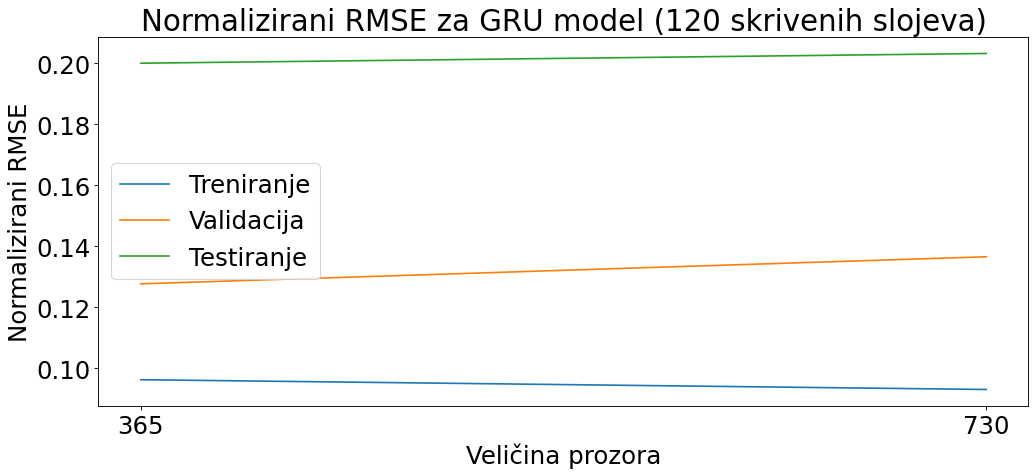 Normalizirani RMSE za GRU model (120 skrivenih slojeva)
Normalizirani RMSE
0.20
0.18
0.16
0.14
0.12
0.10
Treniranje
Validacija
Testiranje
365
730
Veličina prozora